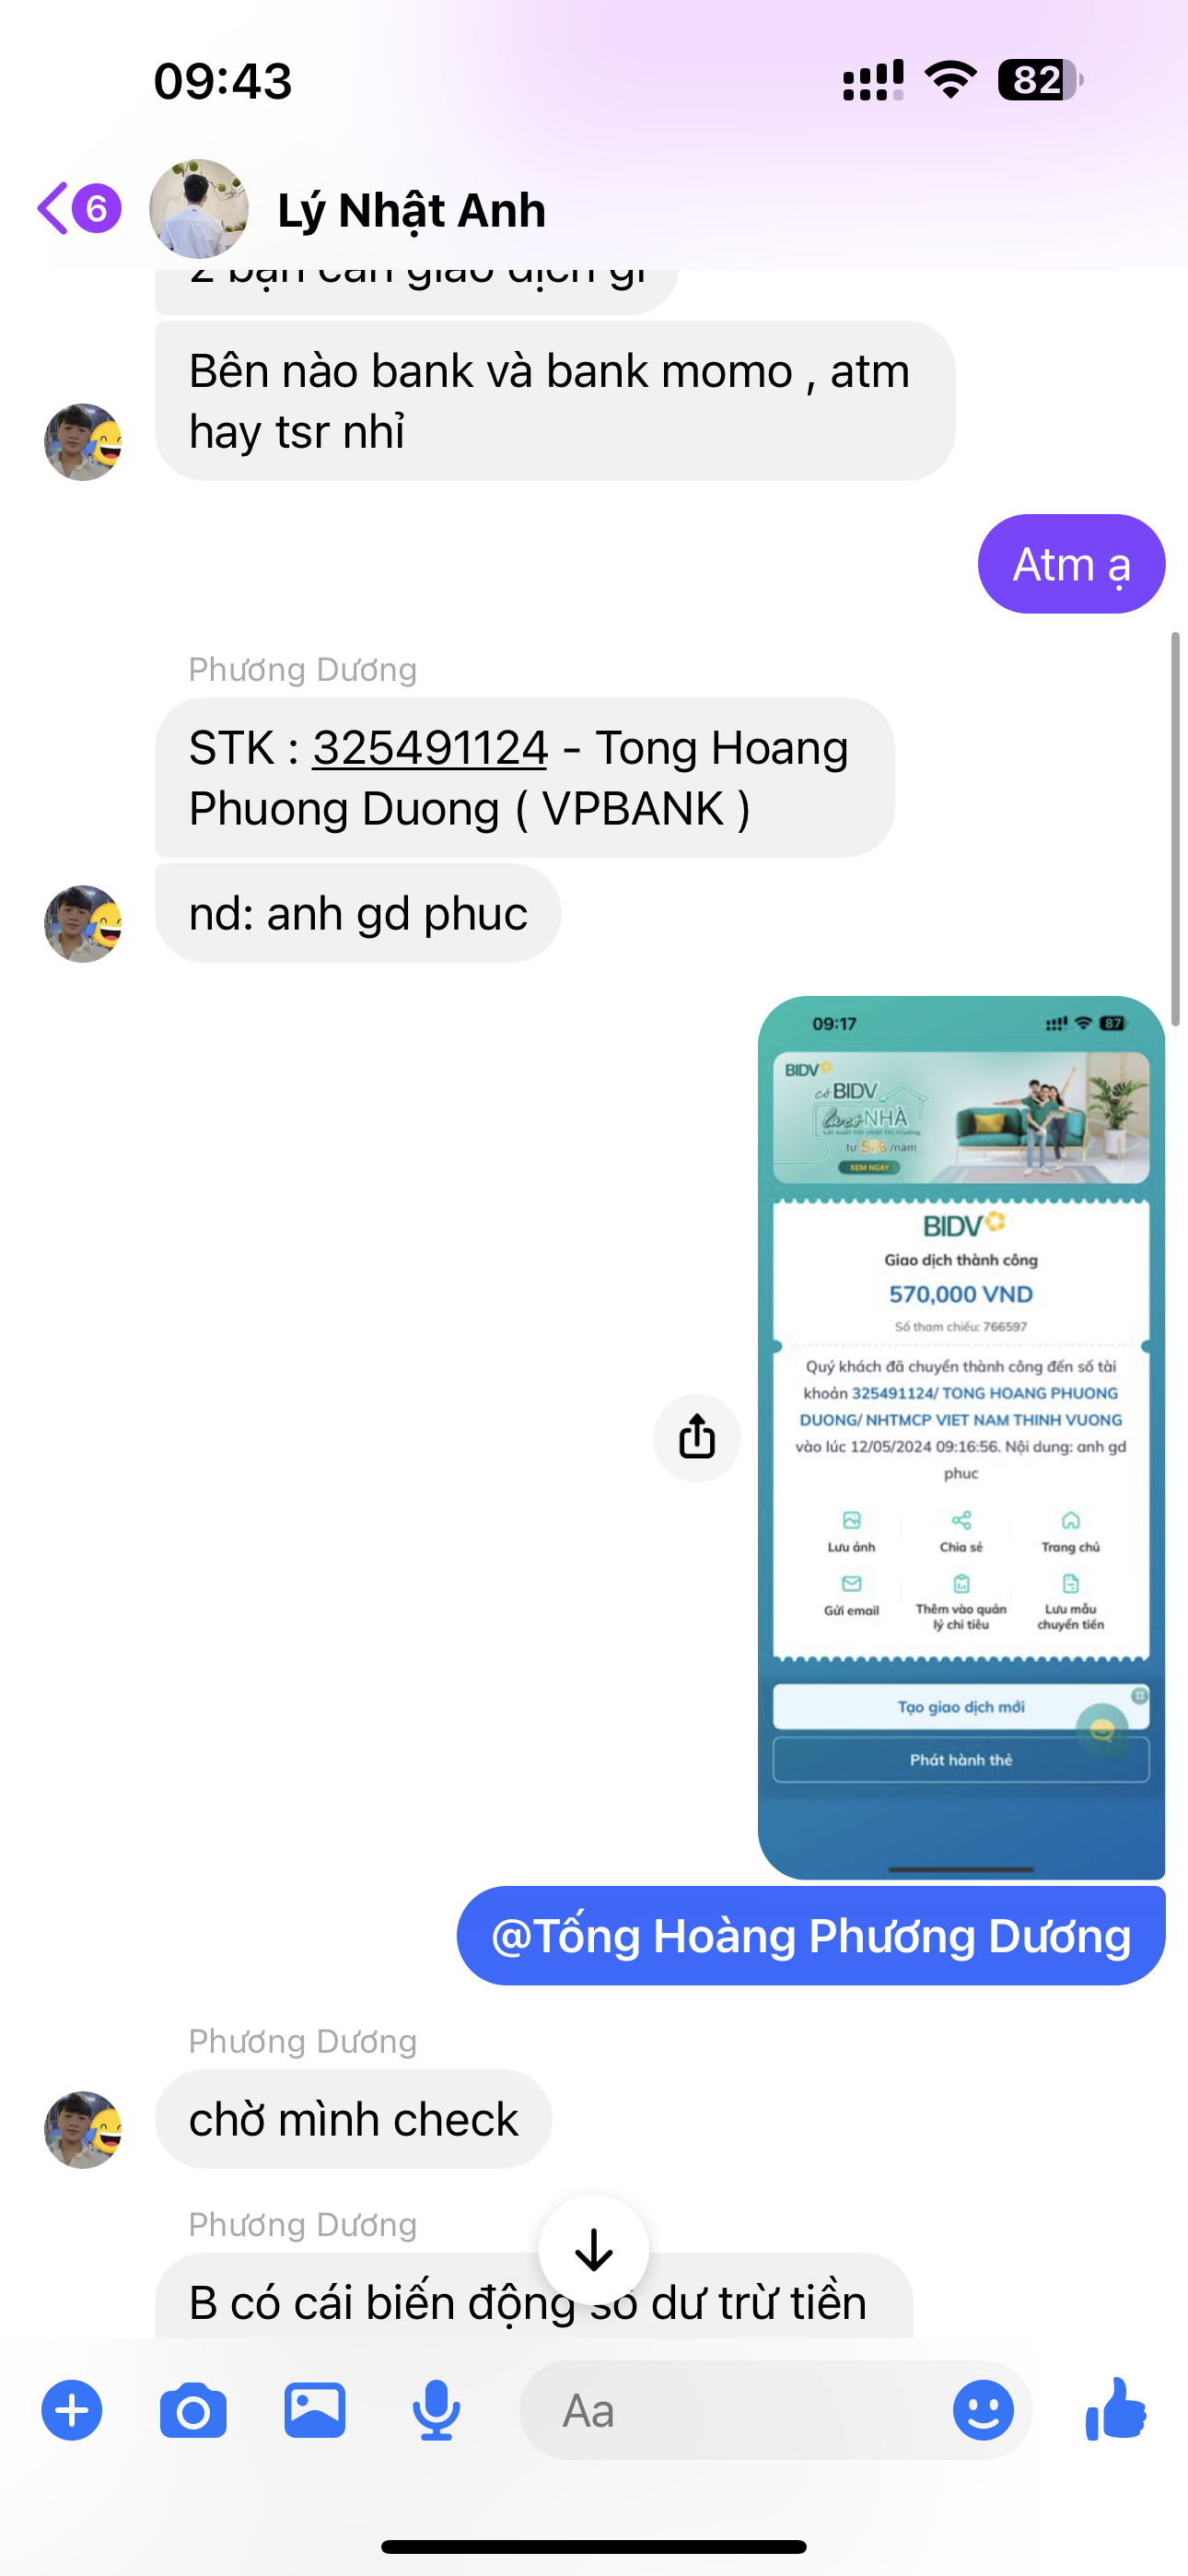 09:43
82
6
Lý Nhật Anh
2 bạn cần giao dịch gì
Bên nào bank và bank momo , atm
hay tsr nhỉ
Atm ạ
Phương Dương
STK : 325491124 - Tong Hoang
Phuong Duong ( VPBANK )
nd: anh gd phuc
09:17
87
BIDV
có BIDV
NHÀ
từ 5% /năm
XEM NGAY
BIDV
Giao dịch thành công
570,000 VND
Số tham chiếu: 766597
Quý khách đã chuyển thành công đến số tài
khoản 325491124/ TONG HOANG PHUONG
DUONG/ NHTMCP VIET NAM THINH VUONG
vào lúc 12/05/2024 09:16:56. Nội dung: anh gd
phuc
Lưu ảnh
Chia sẻ
Trang chủ
Gửi email
Thêm vào quản
lý chi tiêu
Lưu mẫu
chuyển tiền
Tạo giao dịch mới
Phát hành thẻ
@Tống Hoàng Phương Dương
Phương Dương
chờ mình check
Phương Dương
B có cái biến động số dư trừ tiền
Aa